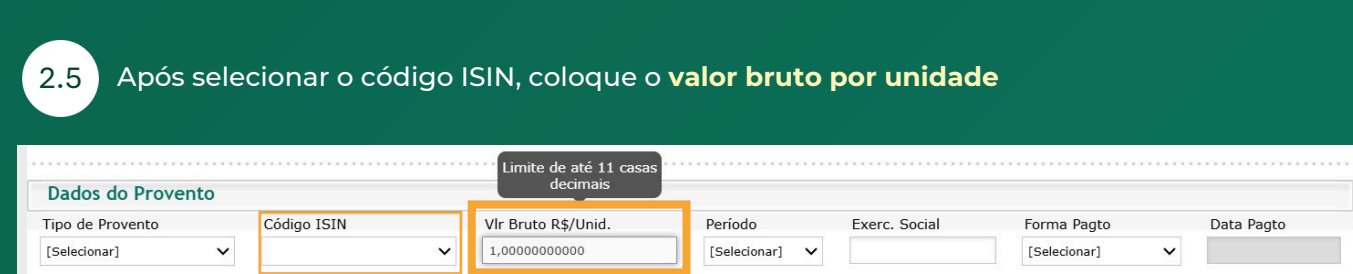 2.5 Após selecionar o código ISIN, coloque o valor bruto por unidade
Limite de até 11 casas
decimais
Dados do Provento
Tipo de Provento Código ISIN Vlr Bruto R$/Unid. Período Exerc. Social Forma Pagto Data Pagto
[Selecionar] 1,00000000000 [Selecionar] [Selecionar]